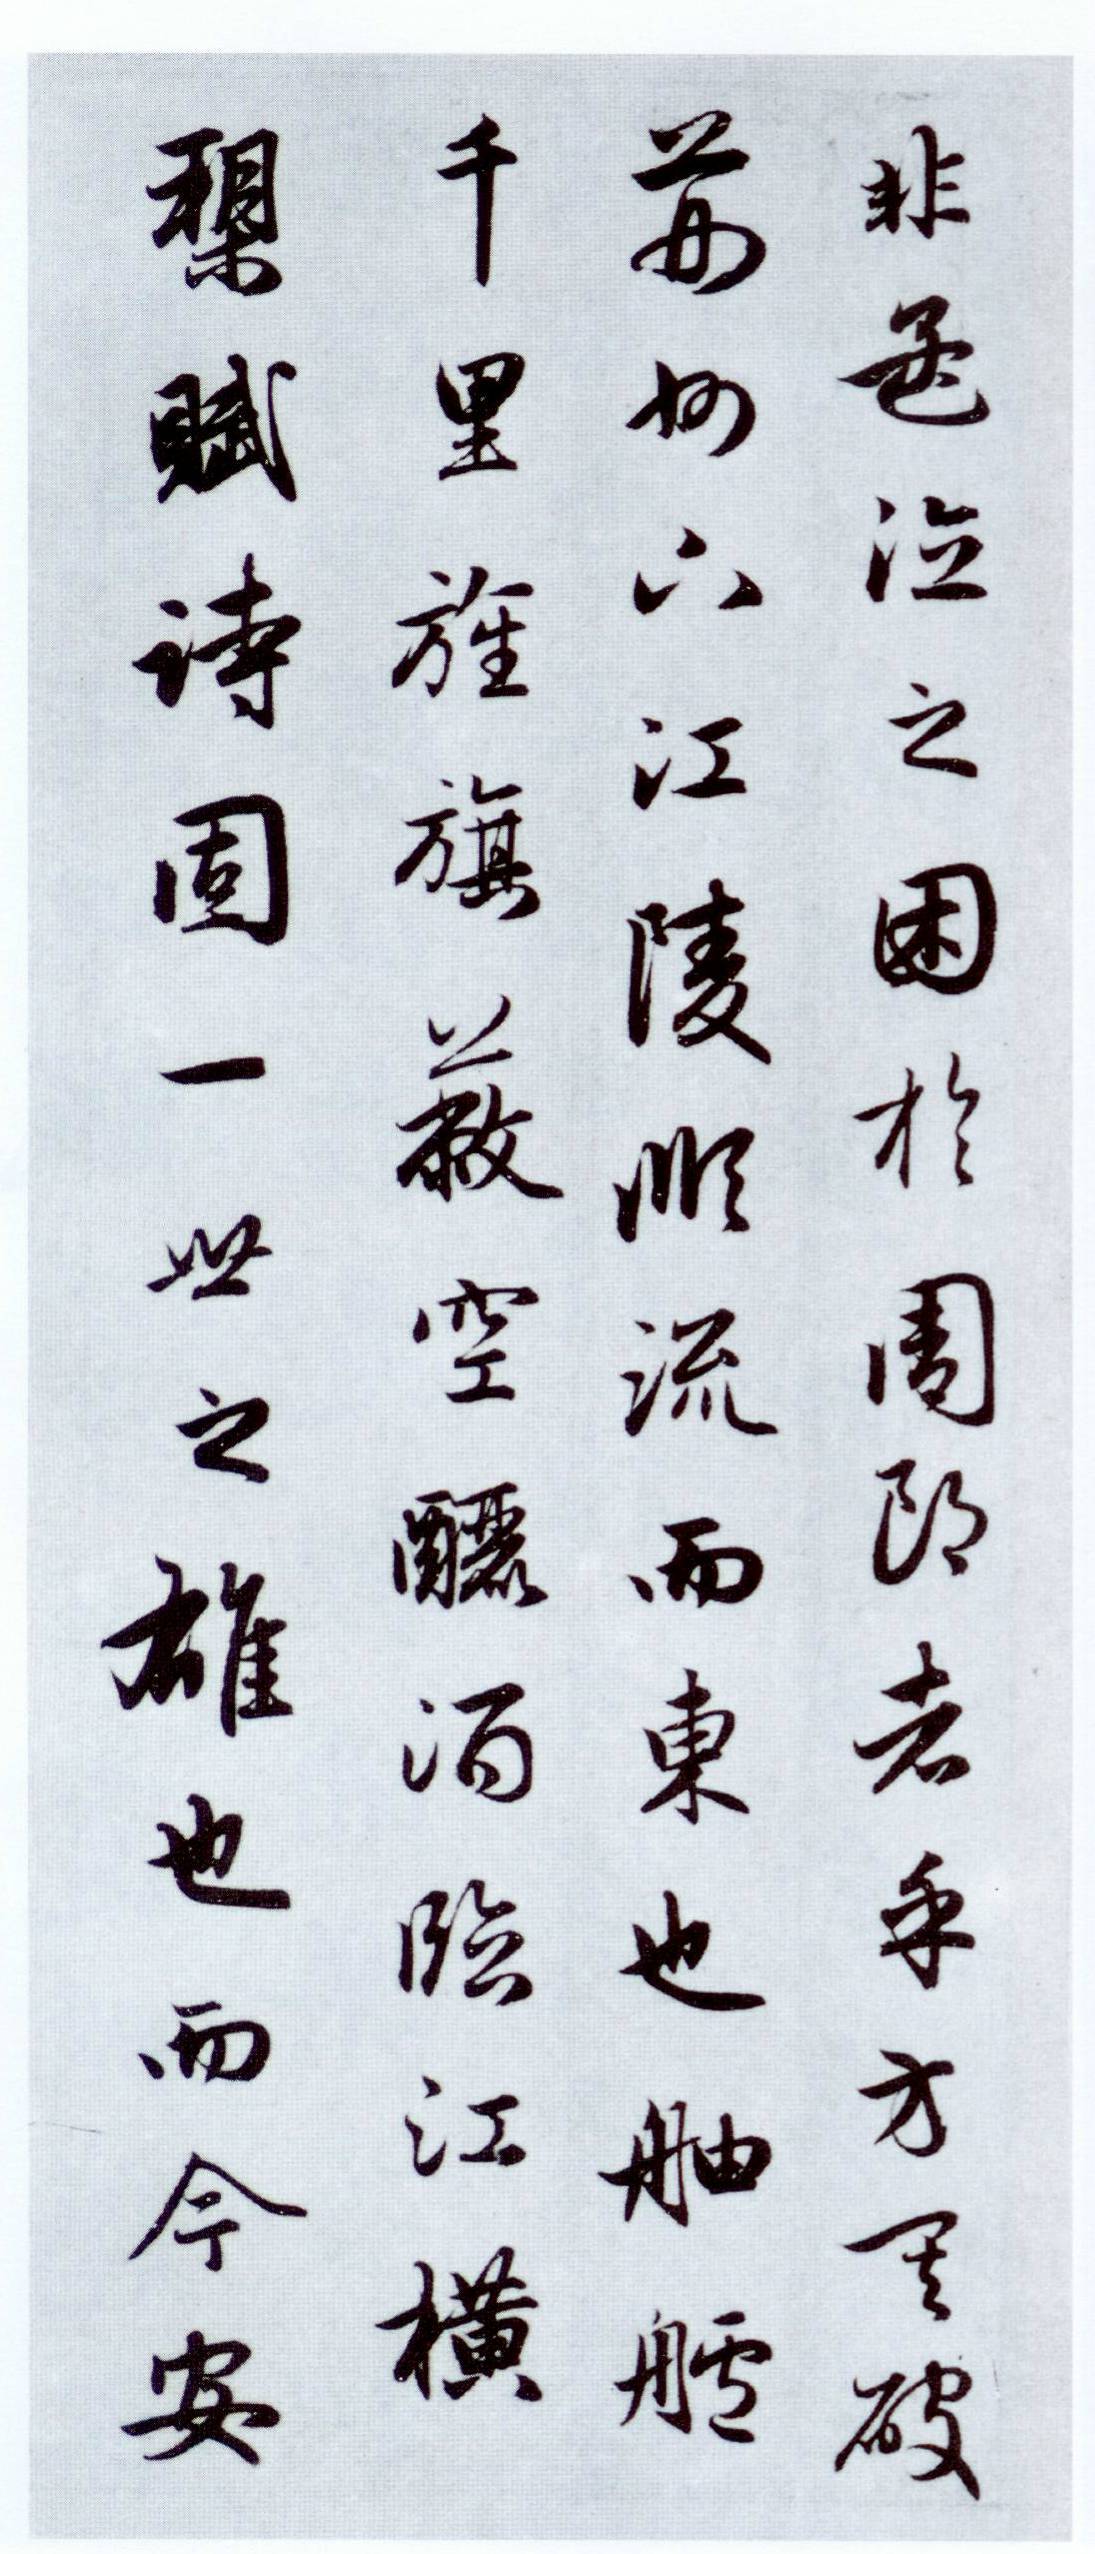 非孟德之困於周郎者乎方其破
荊州下江陵順流而東也舳艫
千里旌旗蔽空釃酒臨江橫
槊賦詩固一世之雄也而今安